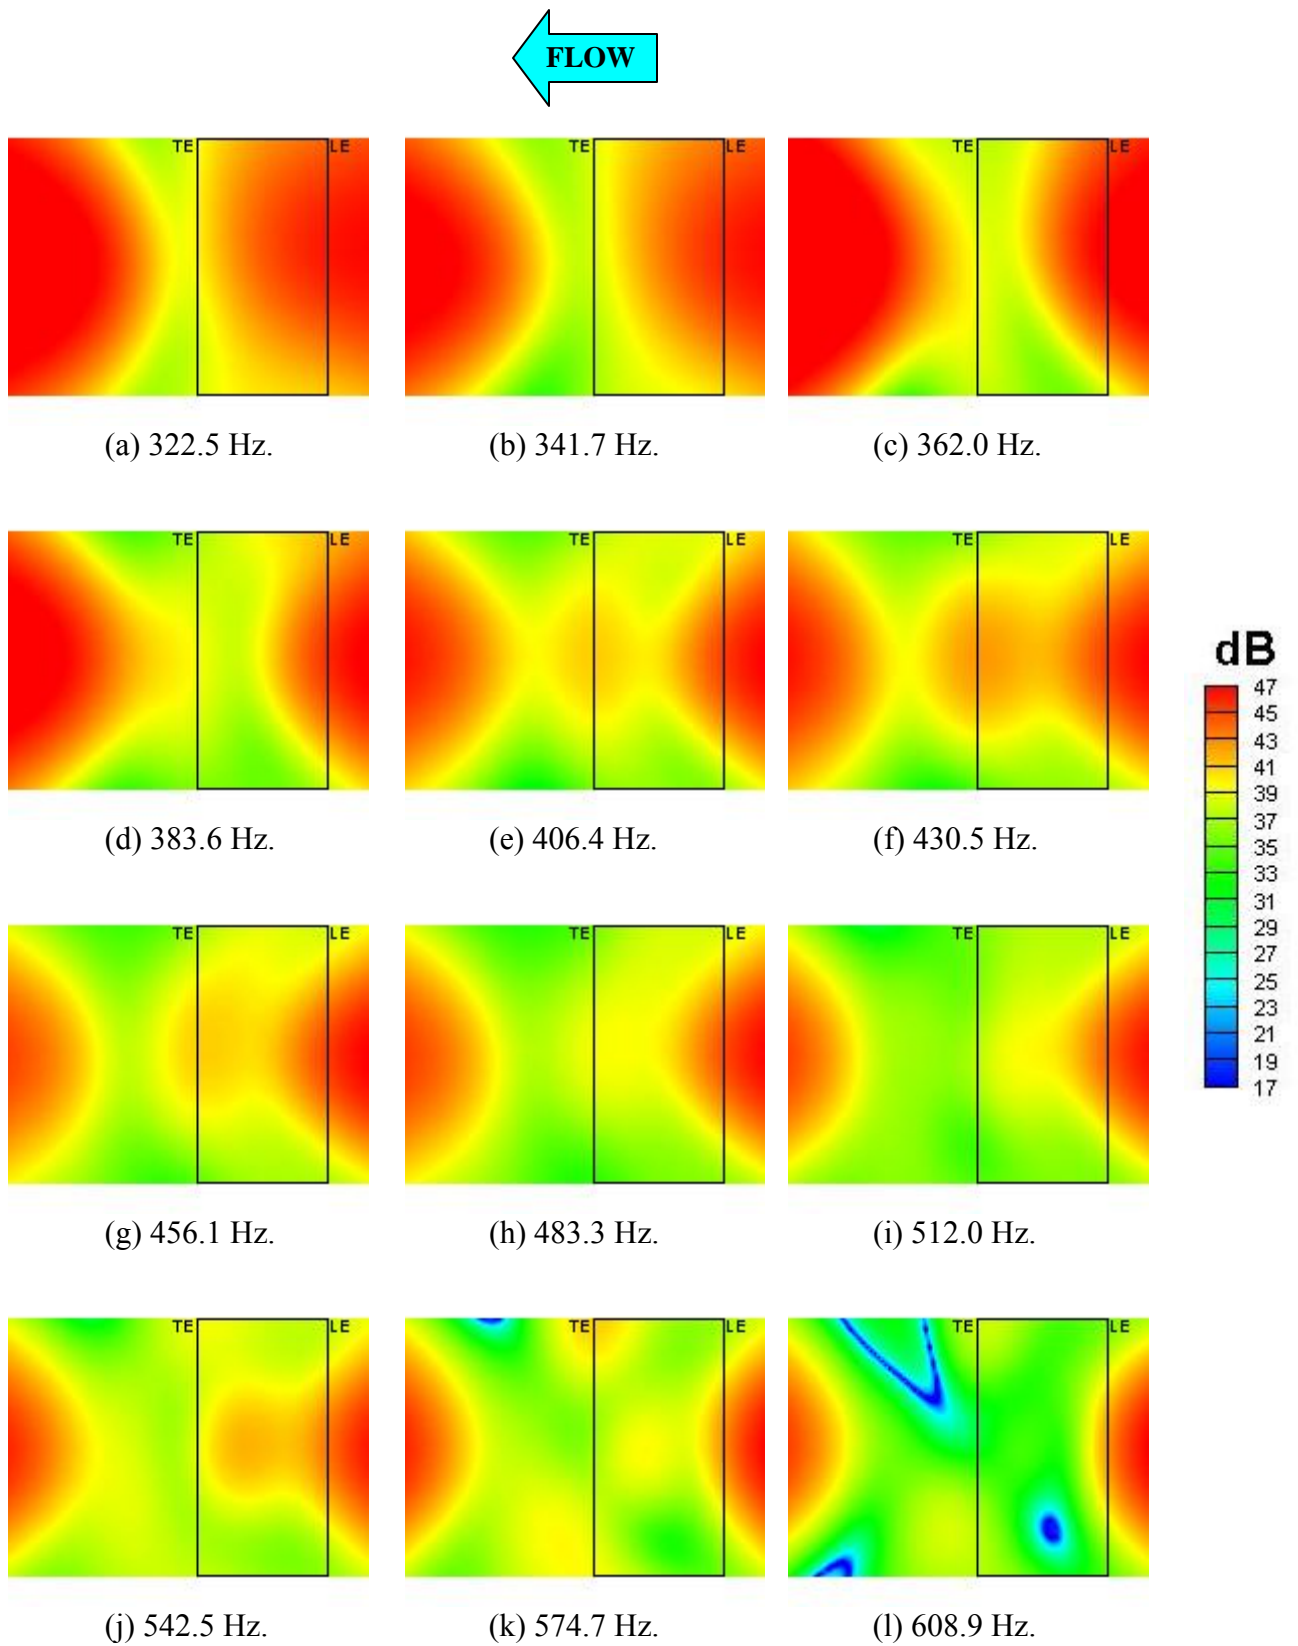 FLOW
TE LE TE LE TE LE
(a) 322.5 Hz. (b) 341.7 Hz. (c) 362.0 Hz.
TE LE TE LE TE LE
(d) 383.6 Hz. (e) 406.4 Hz. (f) 430.5 Hz.
TE LE TE LE TE LE
(g) 456.1 Hz. (h) 483.3 Hz. (i) 512.0 Hz.
TE LE TE LE TE LE
(j) 542.5 Hz. (k) 574.7 Hz. (l) 608.9 Hz.
dB
47
45
43
41
39
37
35
33
31
29
27
25
23
21
19
17